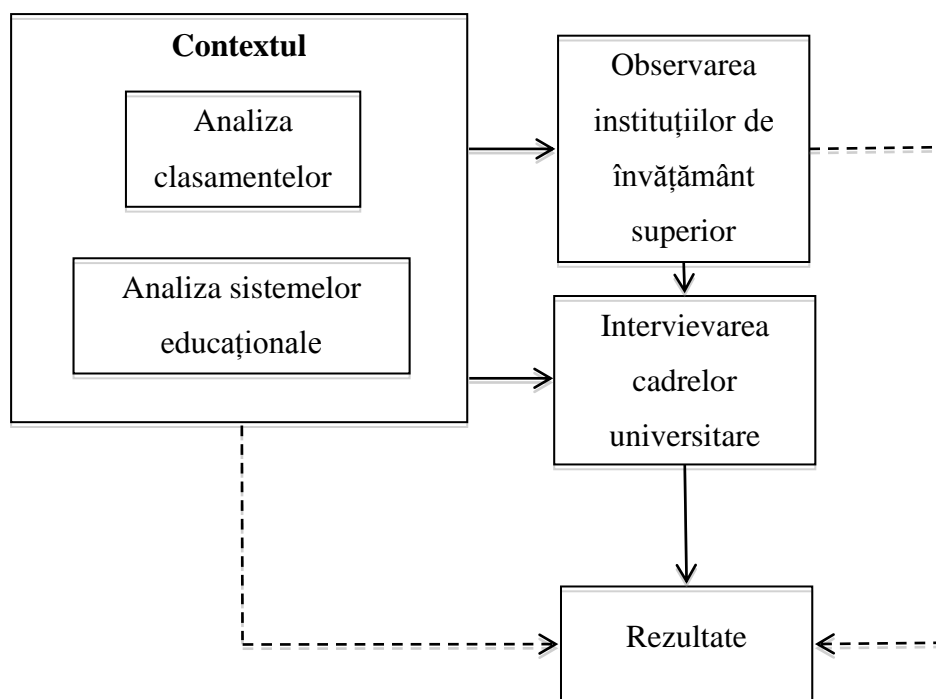 Contextul
Analiza
clasamentelor
Analiza sistemelor
educaționale
Observarea
instituțiilor de
învățământ
superior
Intervievarea
cadrelor
universitare
Rezultate